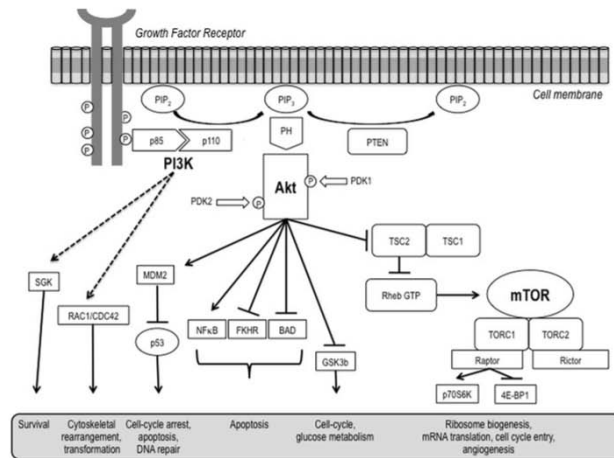 Growth Factor Receptor
Cell membrane
PIP2
PIP3
PIP2
P
P
P
P
P
p85
p110
PH
PTEN
PI3K
Akt
P
PDK1
PDK2
P
TSC2
TSC1
SGK
MDM2
Rheb GTP
mTOR
RAC1/CDC42
p53
NFκB
FKHR
BAD
TORC1
TORC2
GSK3b
Raptor
Rictor
p70S6K
4E-BP1
Survival
Cytoskeletal
rearrangement,
transformation
Cell-cycle arrest,
apoptosis,
DNA repair
Apoptosis
Cell-cycle,
glucose metabolism
Ribosome biogenesis,
mRNA translation, cell cycle entry,
angiogenesis